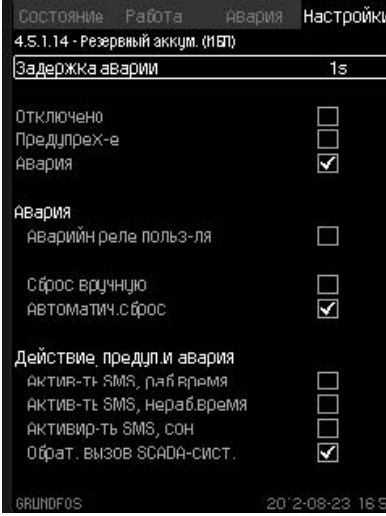 Состояние Работа Авария Настройки
4.5.1.14 - Резервный аккум. (ИБП)
Задержка аварии 1s
Отключено
Предупреж-е
Авария
Авария
Аварийн реле польз-ля
Сброс вручную
Автоматич.сброс
Действие, предуп.и авария
Актив-ть SMS, раб.время
Актив-ть SMS, нераб.время
Активир-ть SMS, сон
Обрат. вызов SCADA-сист.
GRUNDFOS 2012-08-23 16:5